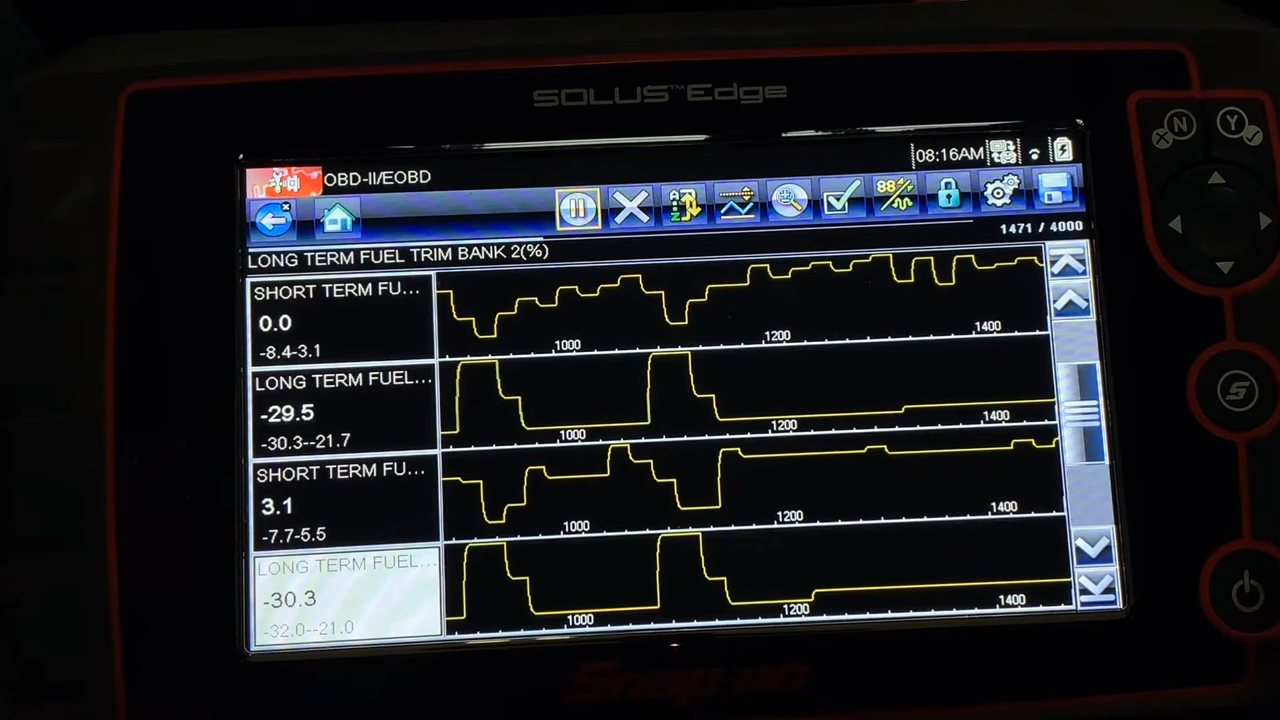 SOLUS™ Edge
N
Y
08:16AM
OBD-II/EOBD
A
Z
88
1471 / 4000
LONG TERM FUEL TRIM BANK 2(%)
SHORT TERM FU...
0.0
-8.4-3.1
1000
1200
1400
LONG TERM FUEL...
-29.5
-30.3--21.7
1000
1200
1400
SHORT TERM FU...
3.1
-7.7-5.5
1000
1200
1400
LONG TERM FUEL...
-30.3
-32.0--21.0
1000
1200
1400
S
Snap-on